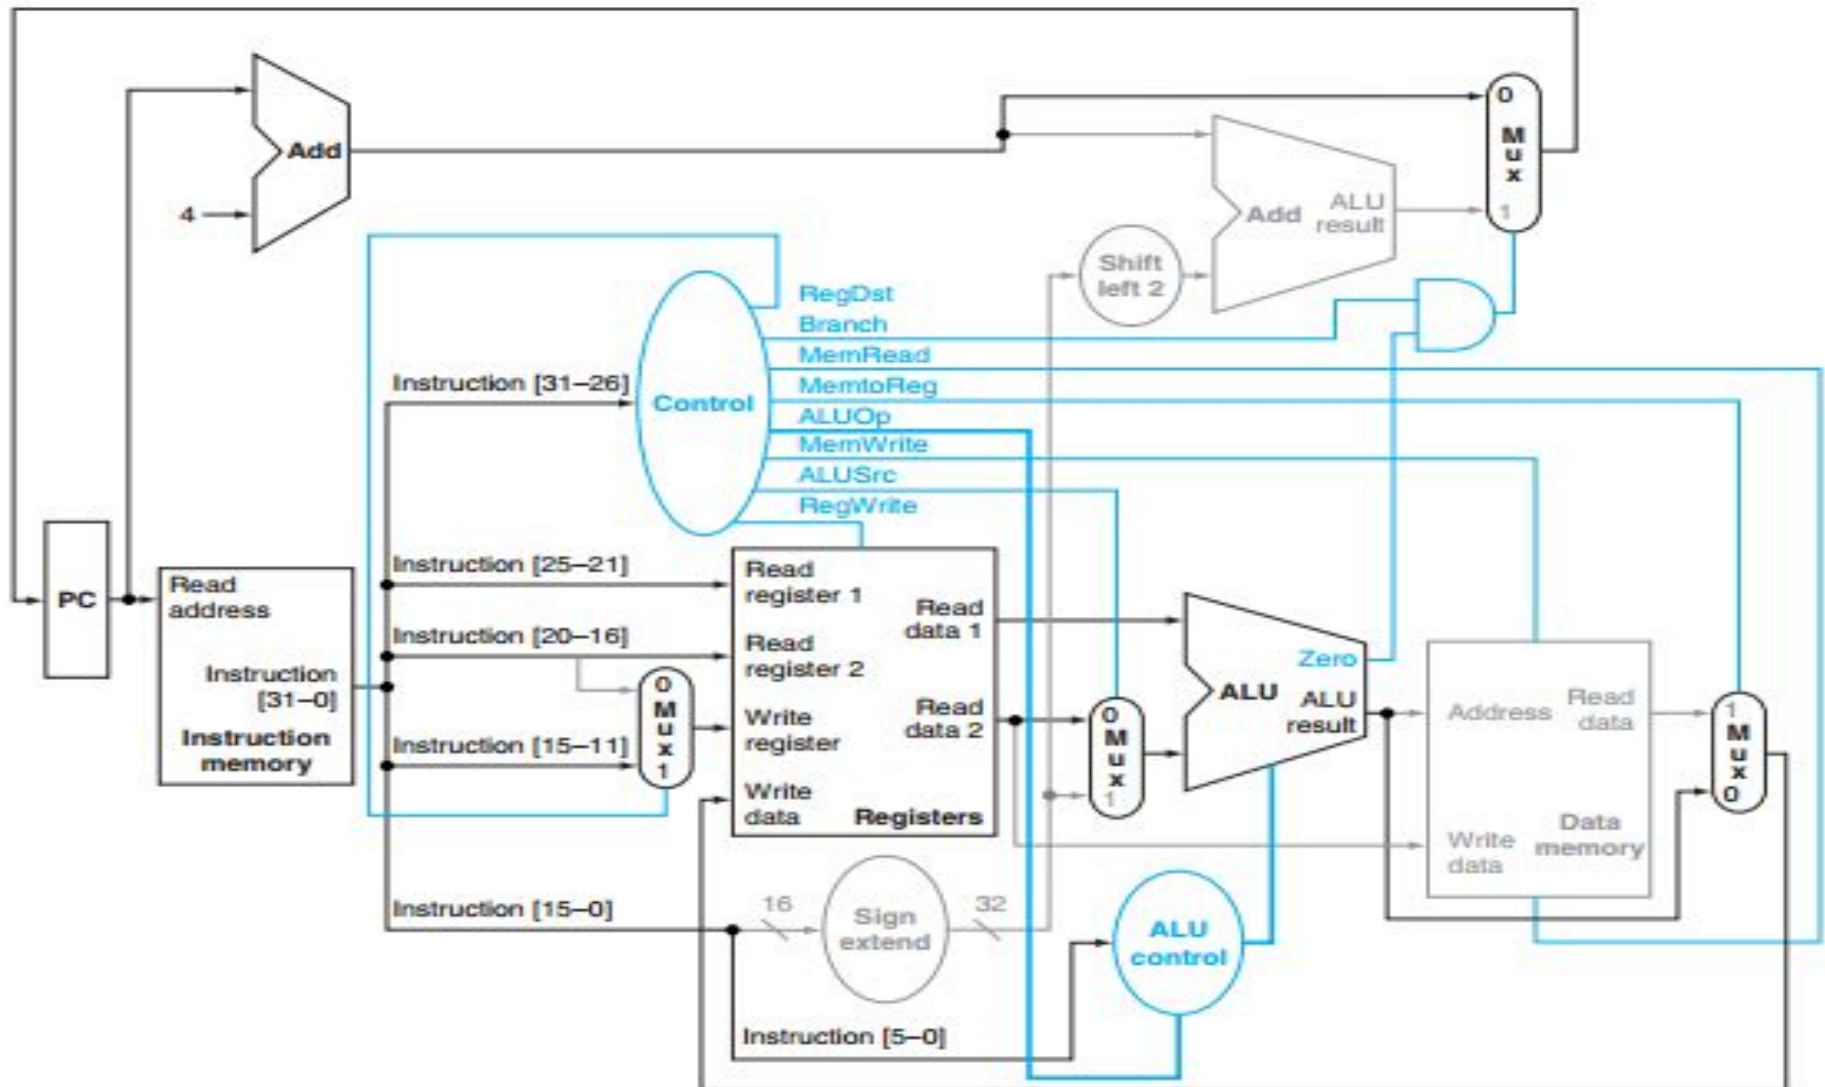 0
M
u
x
1
Add
4
Add
ALU
result
Shift
left 2
RegDst
Branch
MemRead
MemtoReg
ALUOp
MemWrite
ALUSrc
RegWrite
Control
Instruction [31–26]
Instruction [25–21]
Instruction [20–16]
Instruction [15–11]
Instruction [15–0]
Instruction [5–0]
PC
Read
address
Instruction
[31–0]
Instruction
memory
0
M
u
x
1
Read
register 1
Read
register 2
Write
register
Write
data
Read
data 1
Read
data 2
Registers
16
Sign
extend
32
0
M
u
x
1
Zero
ALU
ALU
result
ALU
control
Address
Read
data
Write
data
Data
memory
1
M
u
x
0